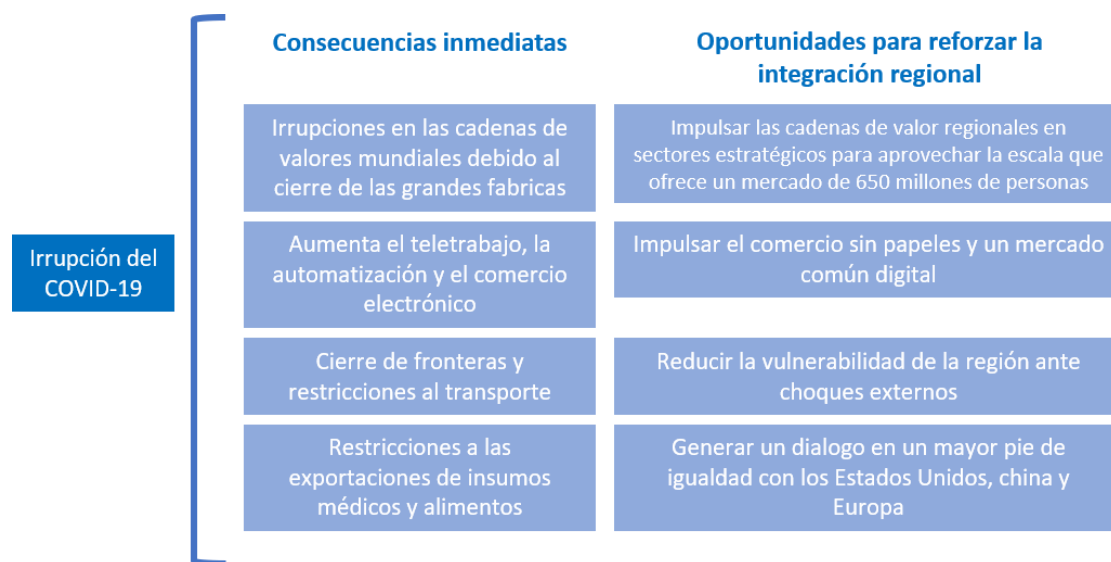 Consecuencias inmediatas
Oportunidades para reforzar la
integración regional
Irrupción del
COVID-19
Irrupciones en las cadenas de
valores mundiales debido al
cierre de las grandes fabricas
Impulsar las cadenas de valor regionales en
sectores estratégicos para aprovechar la escala que
ofrece un mercado de 650 millones de personas
Aumenta el teletrabajo, la
automatización y el comercio
electrónico
Impulsar el comercio sin papeles y un mercado
común digital
Cierre de fronteras y
restricciones al transporte
Reducir la vulnerabilidad de la región ante
choques externos
Restricciones a las
exportaciones de insumos
médicos y alimentos
Generar un dialogo en un mayor pie de
igualdad con los Estados Unidos, china y
Europa